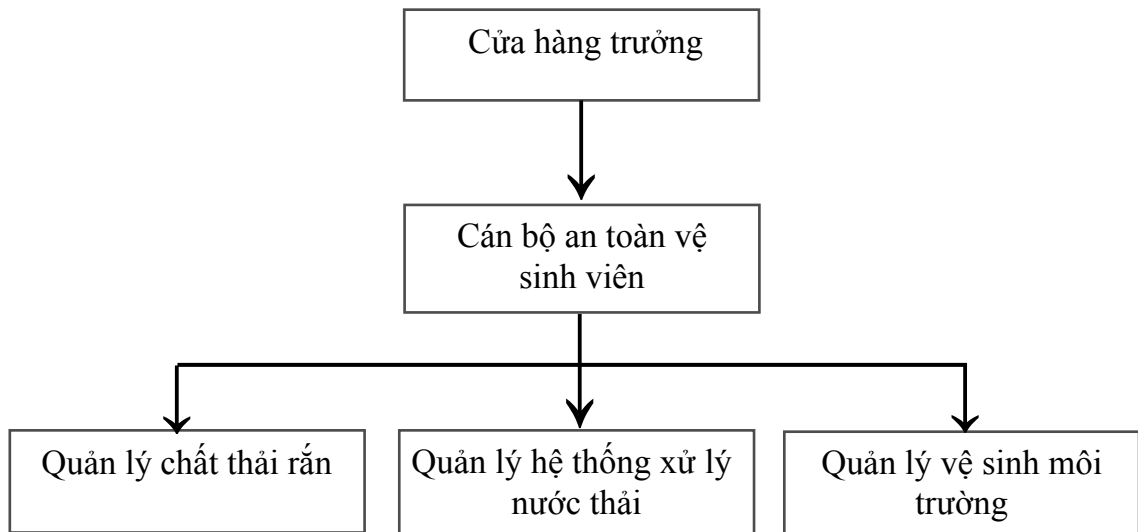 Cửa hàng trưởng
Cán bộ an toàn vệ
sinh viên
Quản lý chất thải rắn
Quản lý hệ thống xử lý
nước thải
Quản lý vệ sinh môi
trường